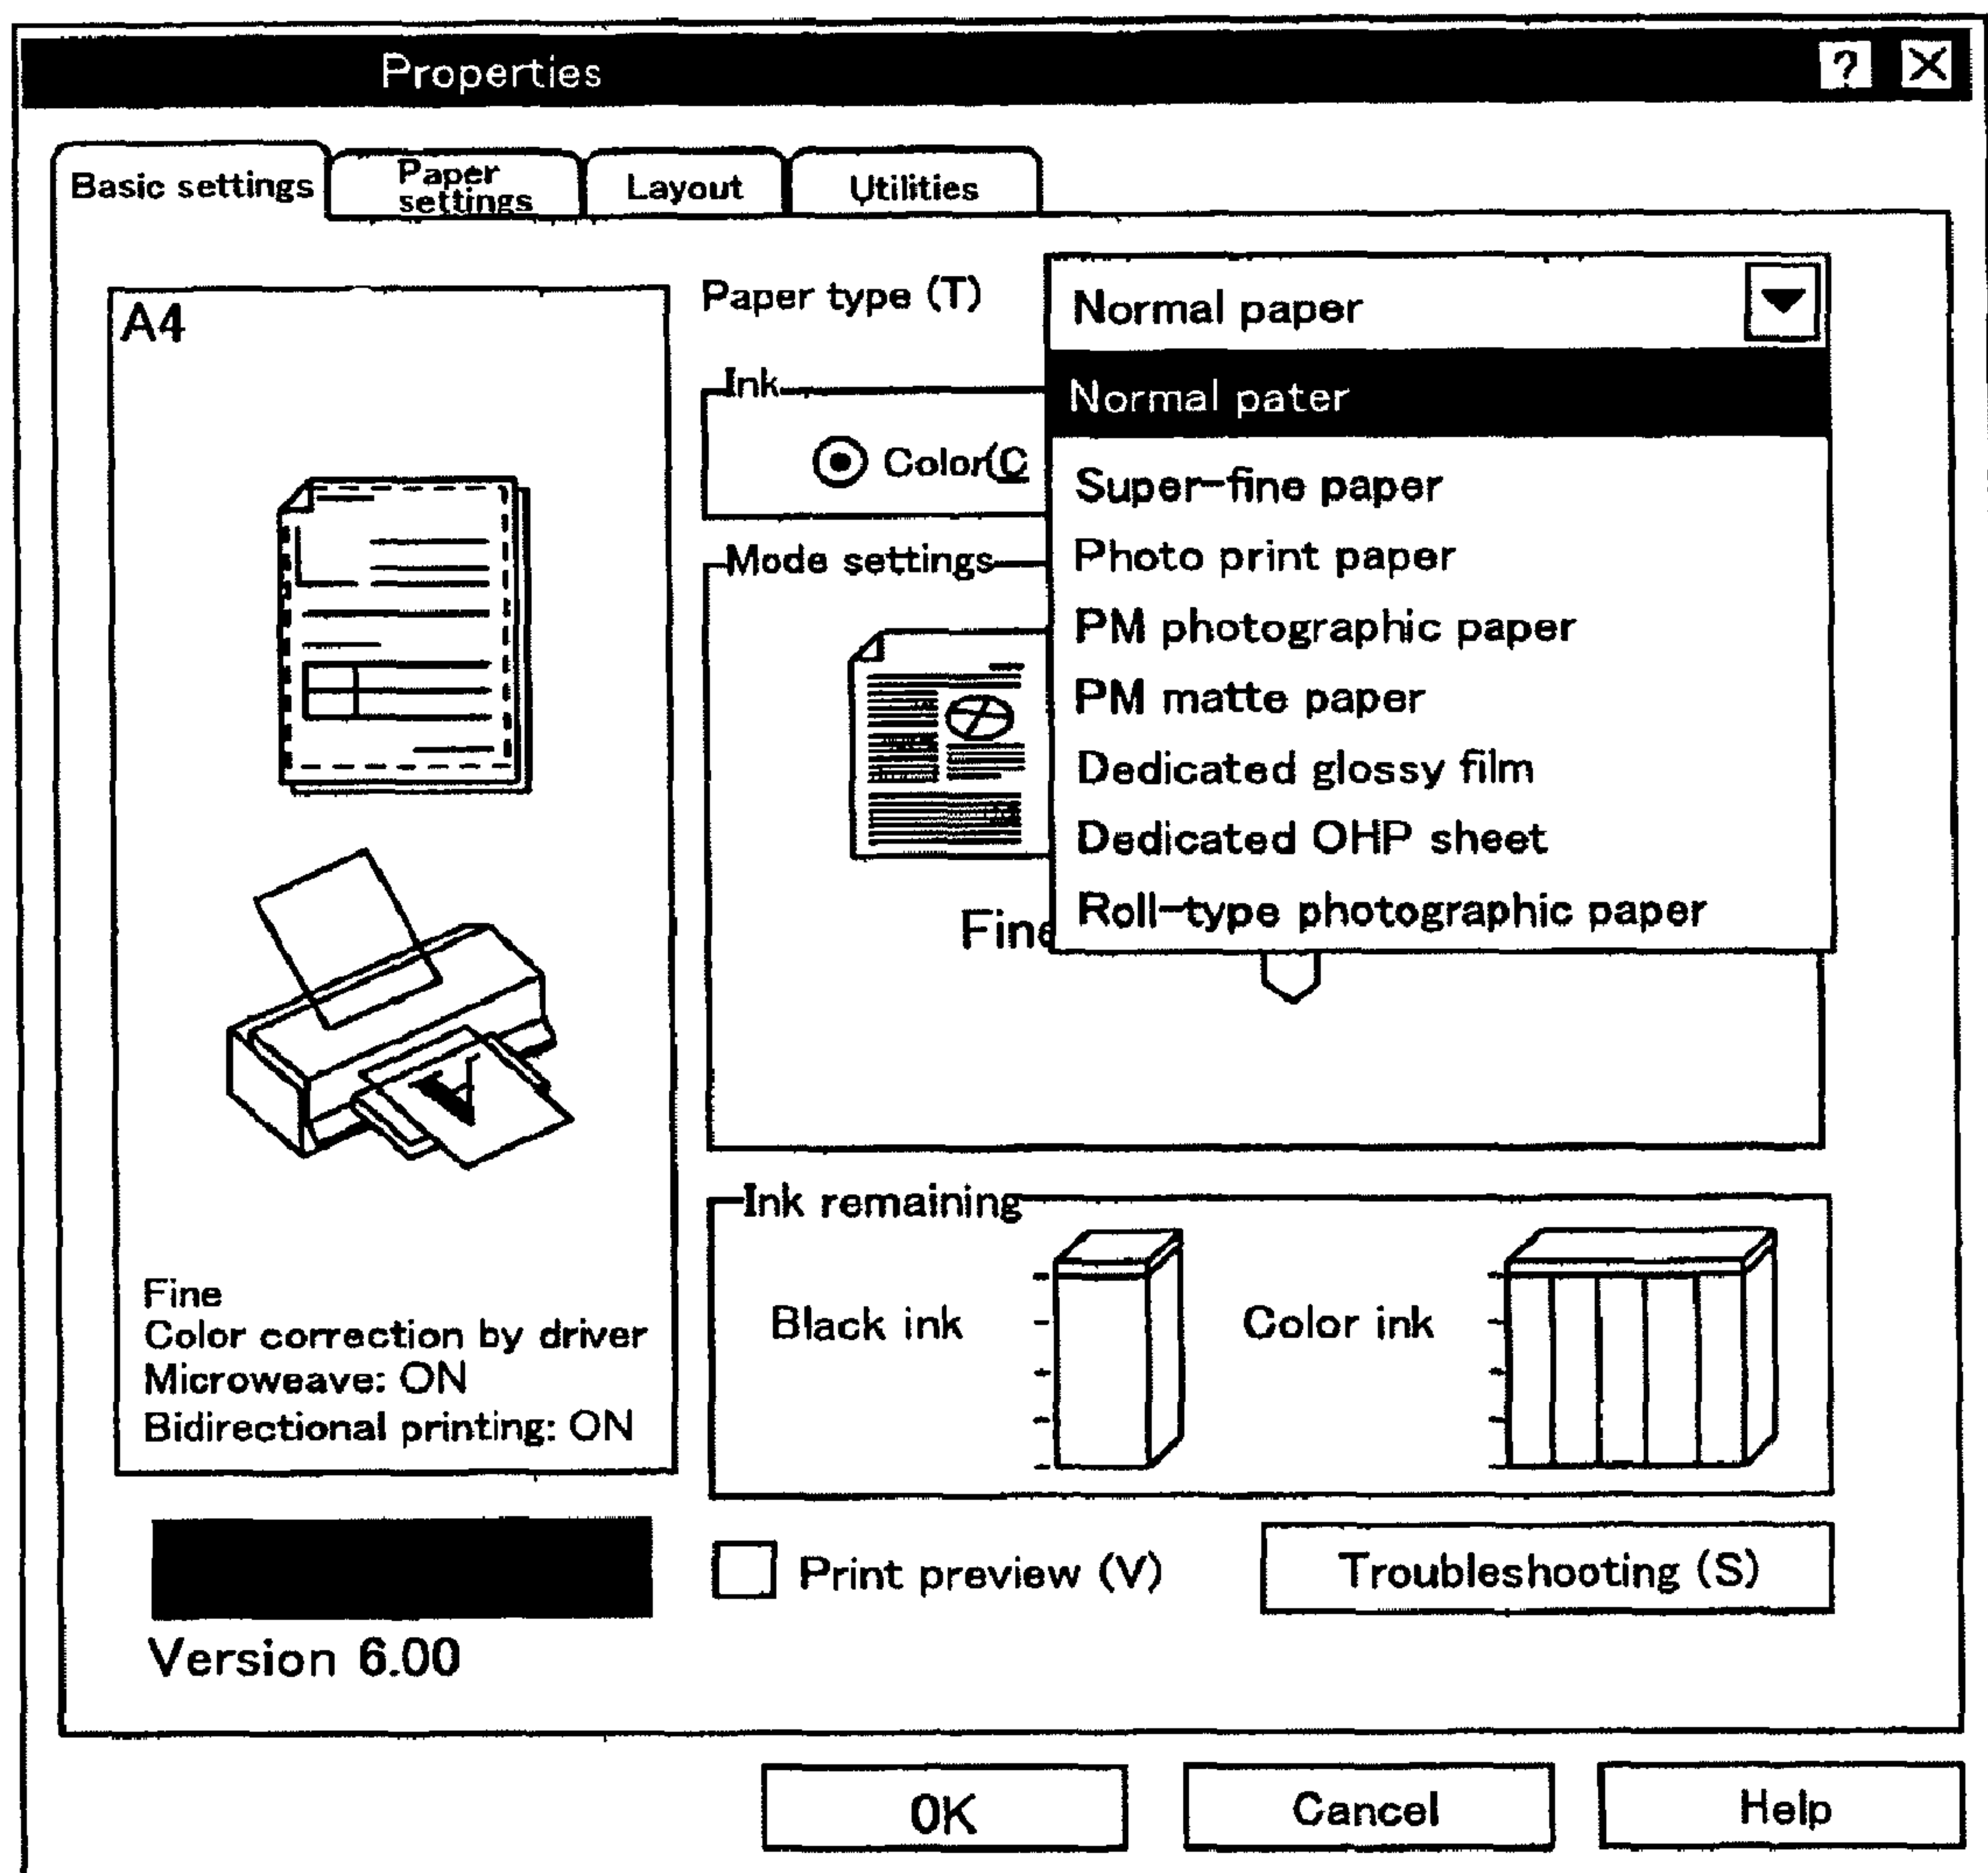 Properties
?
Basic settings
Paper
settings
Layout
Utilities
A4
Paper type (T)
Normal paper
Normal pater
Super-fine paper
Photo print paper
PM photographic paper
PM matte paper
Dedicated glossy film
Dedicated OHP sheet
Roll-type photographic paper
Ink
Color(C
Mode settings
Fine
A
Fine
Color correction by driver
Microweave: ON
Bidirectional printing: ON
Ink remaining
Black ink
Color ink
Version 6.00
Print preview (V)
Troubleshooting (S)
OK
Cancel
Help